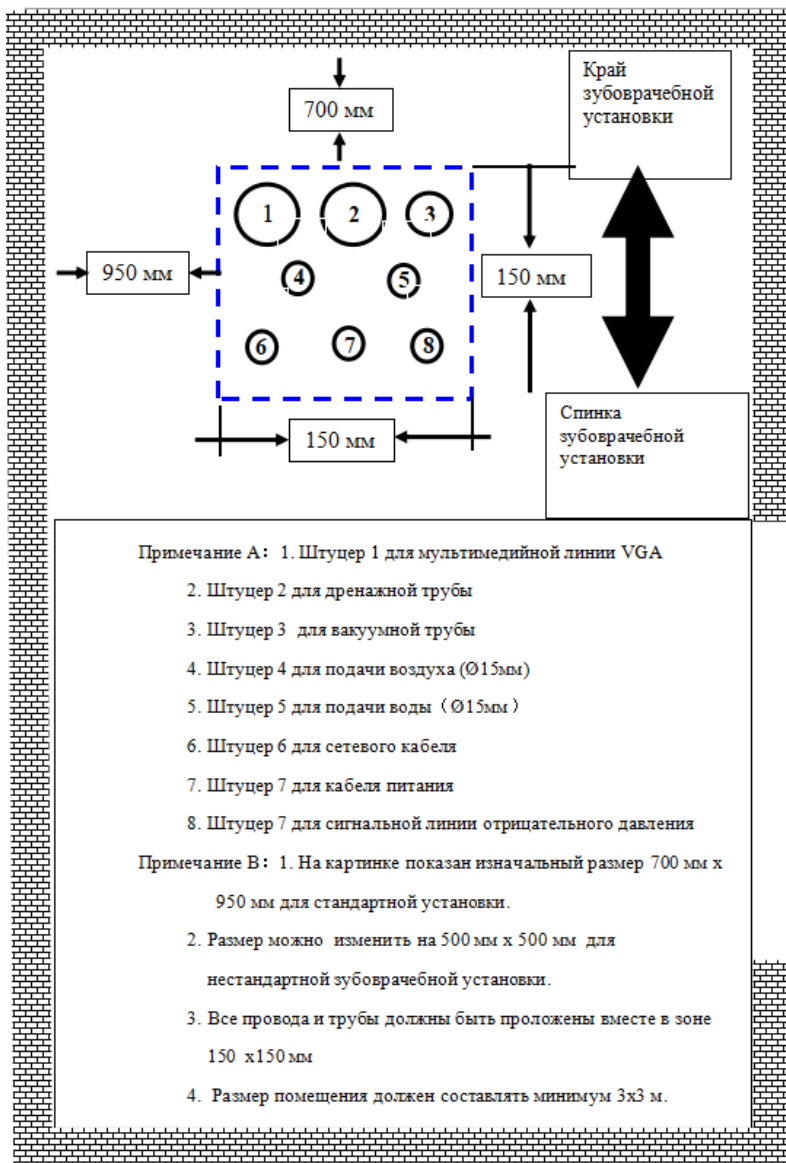 Край
зубоврачебной
установки
700 мм
1
2
3
950 мм
4
5
150 мм
6
7
8
Спинка
зубоврачебной
установки
150 мм
Примечание А: 1. Штуцер 1 для мультимедийной линии VGA
2. Штуцер 2 для дренажной трубы
3. Штуцер 3 для вакуумной трубы
4. Штуцер 4 для подачи воздуха (Ø15мм)
5. Штуцер 5 для подачи воды（Ø15мм）
6. Штуцер 6 для сетевого кабеля
7. Штуцер 7 для кабеля питания
8. Штуцер 7 для сигнальной линии отрицательного давления
Примечание В: 1. На картинке показан изначальный размер 700 мм х
950 мм для стандартной установки.
2. Размер можно изменить на 500 мм х 500 мм для
нестандартной зубоврачебной установки.
3. Все провода и трубы должны быть проложены вместе в зоне
150 х150 мм
4. Размер помещения должен составлять минимум 3х3 м.